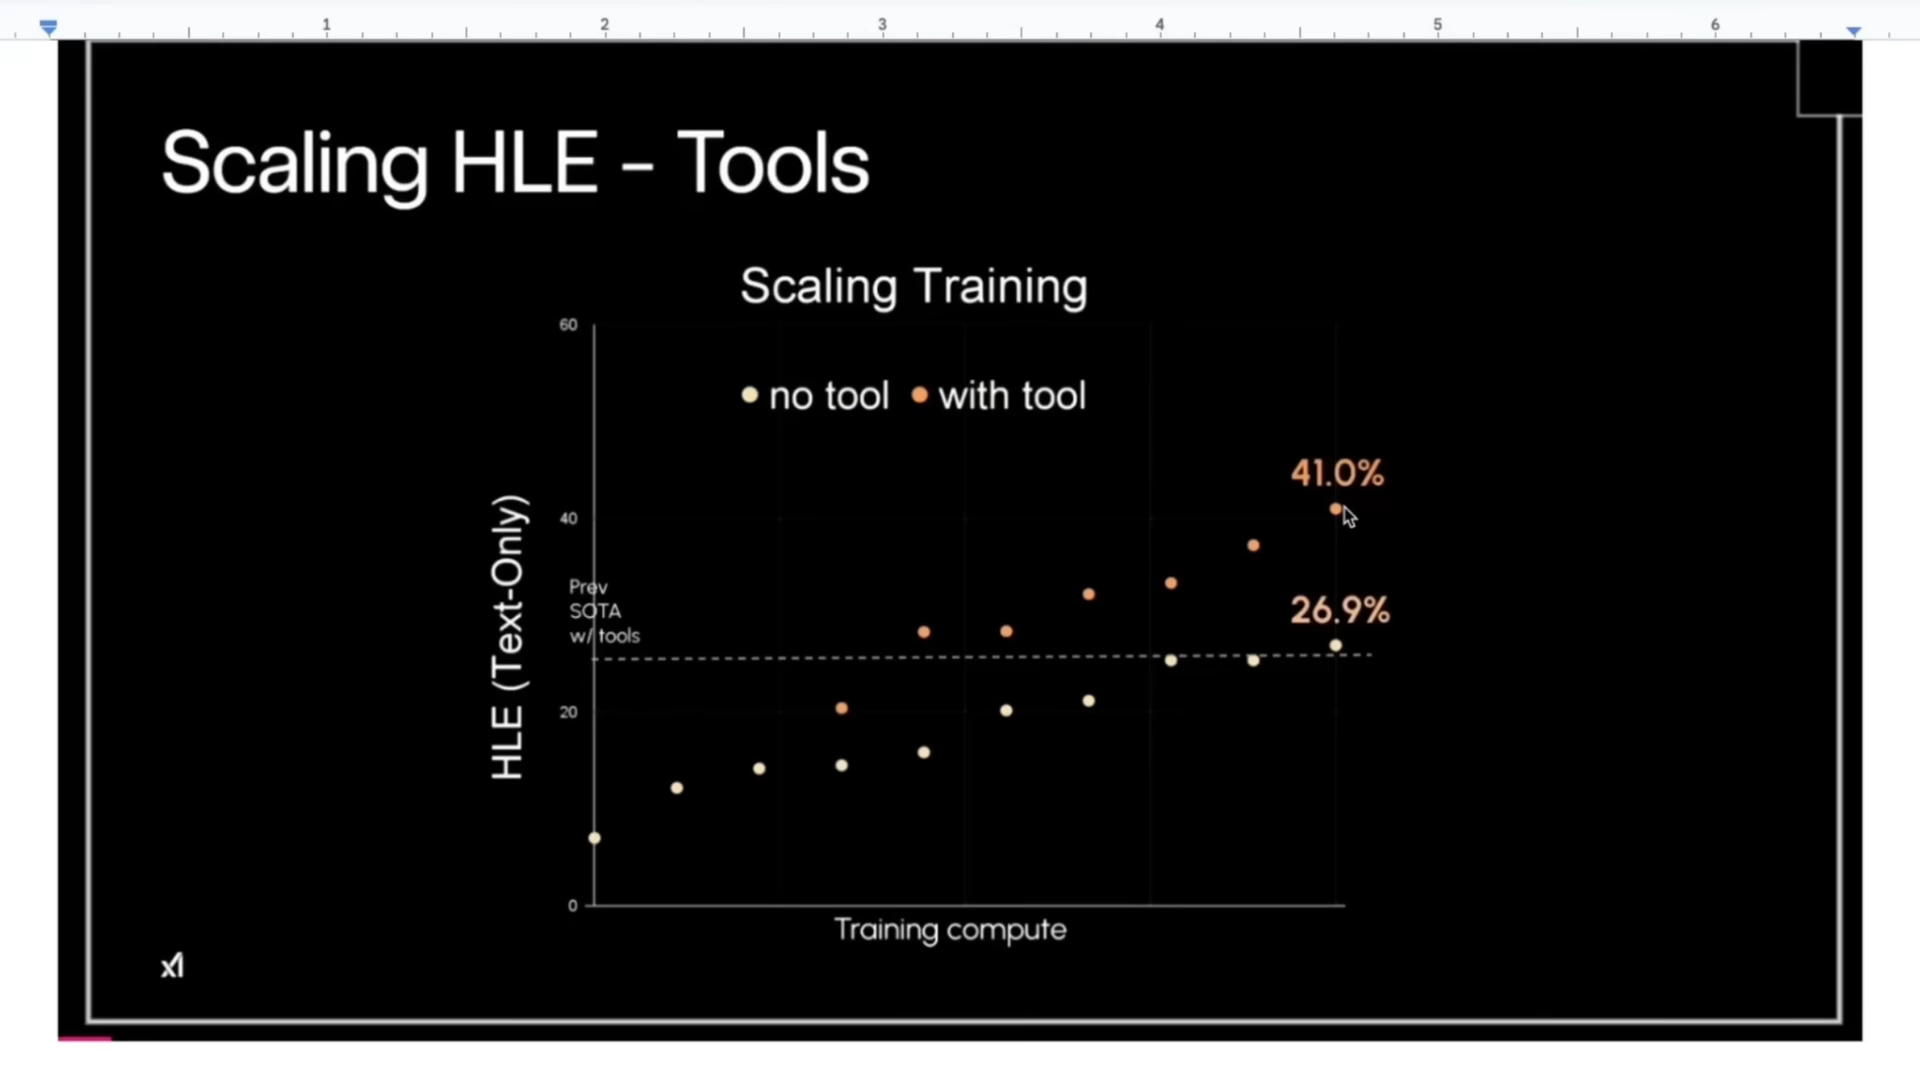 1 2 3 4 5 6
Scaling HLE - Tools
Scaling Training
no tool with tool
60
40
20
0
HLE (Text-Only)
Prev
SOTA
w/ tools
41.0%
26.9%
Training compute
xI